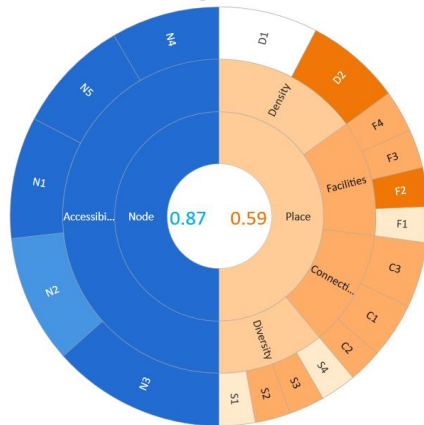 N4
D1
N5
D2
Density
F4
F3
Facilities
F2
N1
Accessibi...
Node
0.87
0.59
Place
F1
N2
Connecti...
C3
C1
Diversity
C2
N3
S4
S3
S2
S1